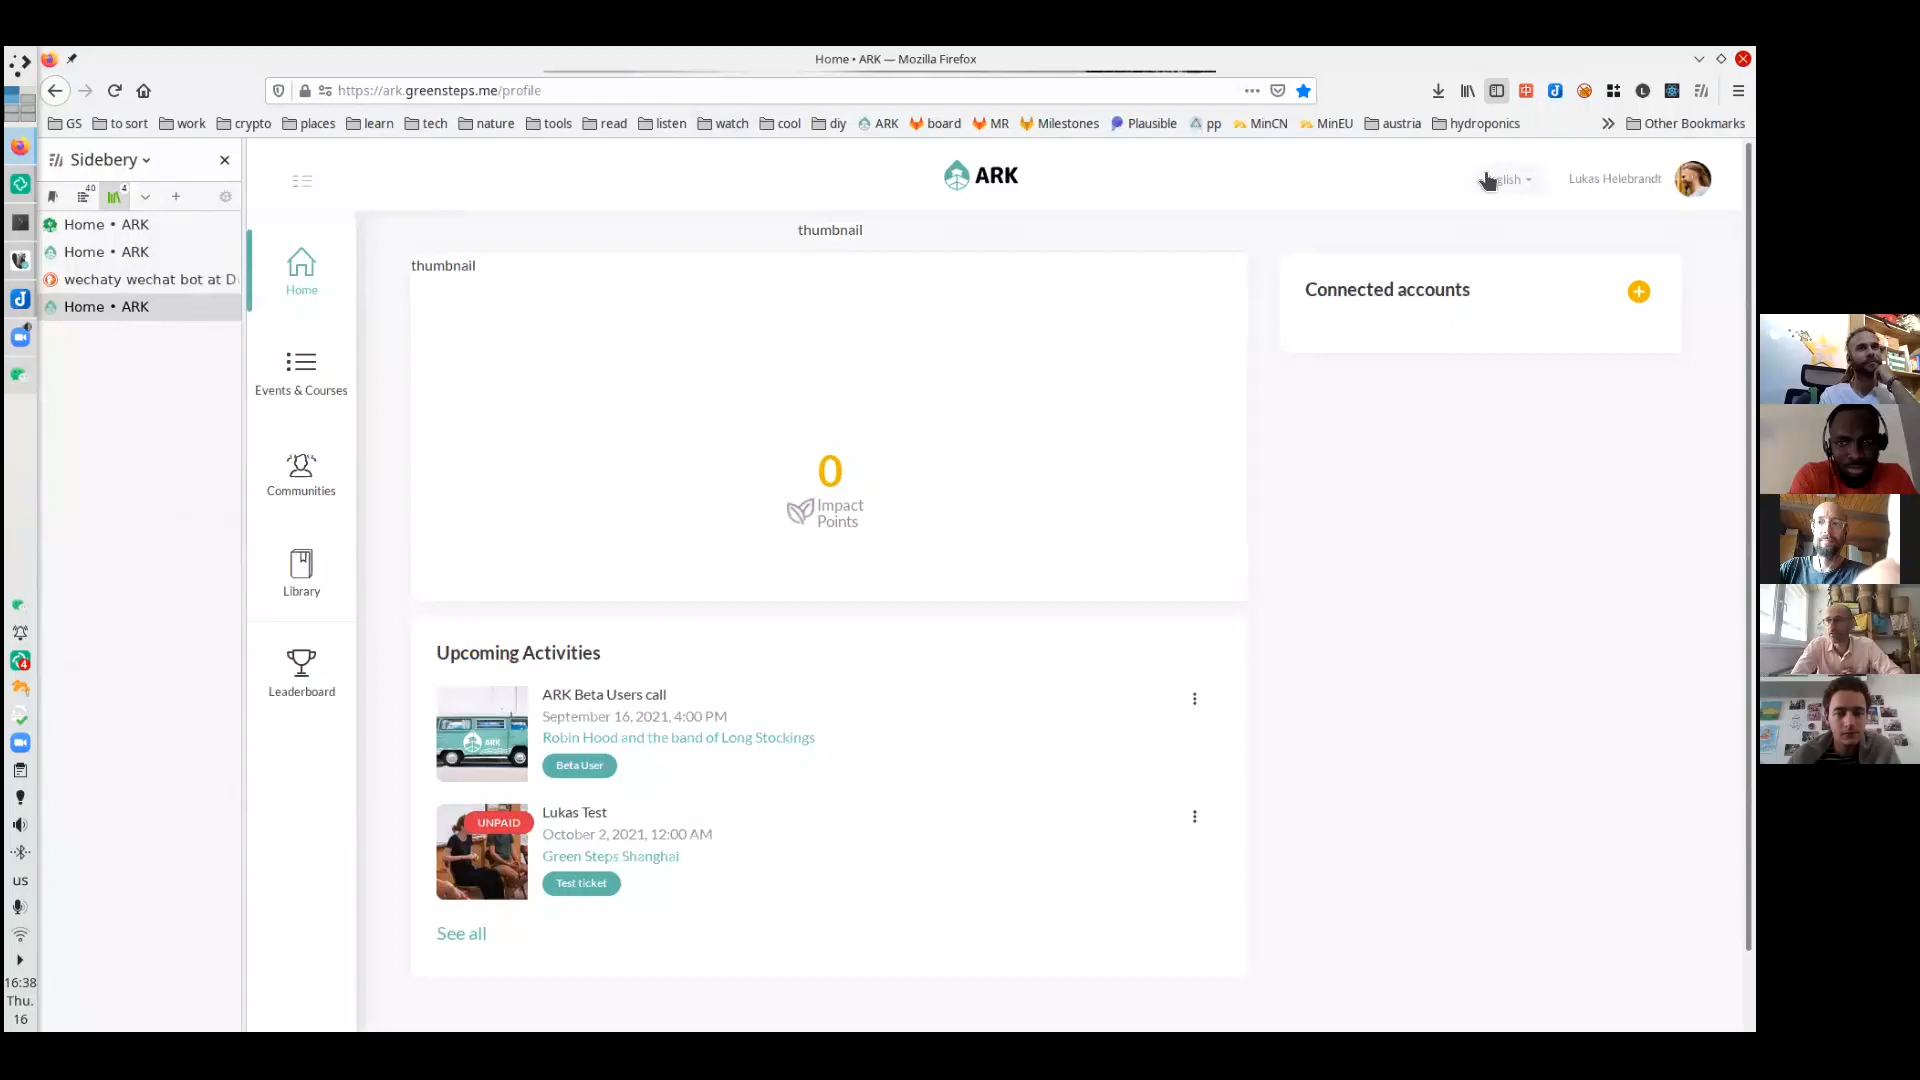 Home • ARK — Mozilla Firefox
https://ark.greensteps.me/profile
GS
to sort
work
crypto
places
learn
tech
nature
tools
read
listen
watch
cool
diy
ARK
board
MR
Milestones
Plausible
pp
MinCN
MinEU
austria
hydroponics
Other Bookmarks
Sidebery
40
4
Home • ARK
Home • ARK
wechaty wechat bot at D
Home • ARK
ARK
glish
Lukas Helebrandt
Home
Events & Courses
Communities
Library
Leaderboard
thumbnail
thumbnail
0
Impact
Points
Connected accounts
Upcoming Activities
ARK Beta Users call
September 16, 2021, 4:00 PM
Robin Hood and the band of Long Stockings
Beta User
ARK
UNPAID
Lukas Test
October 2, 2021, 12:00 AM
Green Steps Shanghai
Test ticket
See all
4
US
16:38
Thu.
16